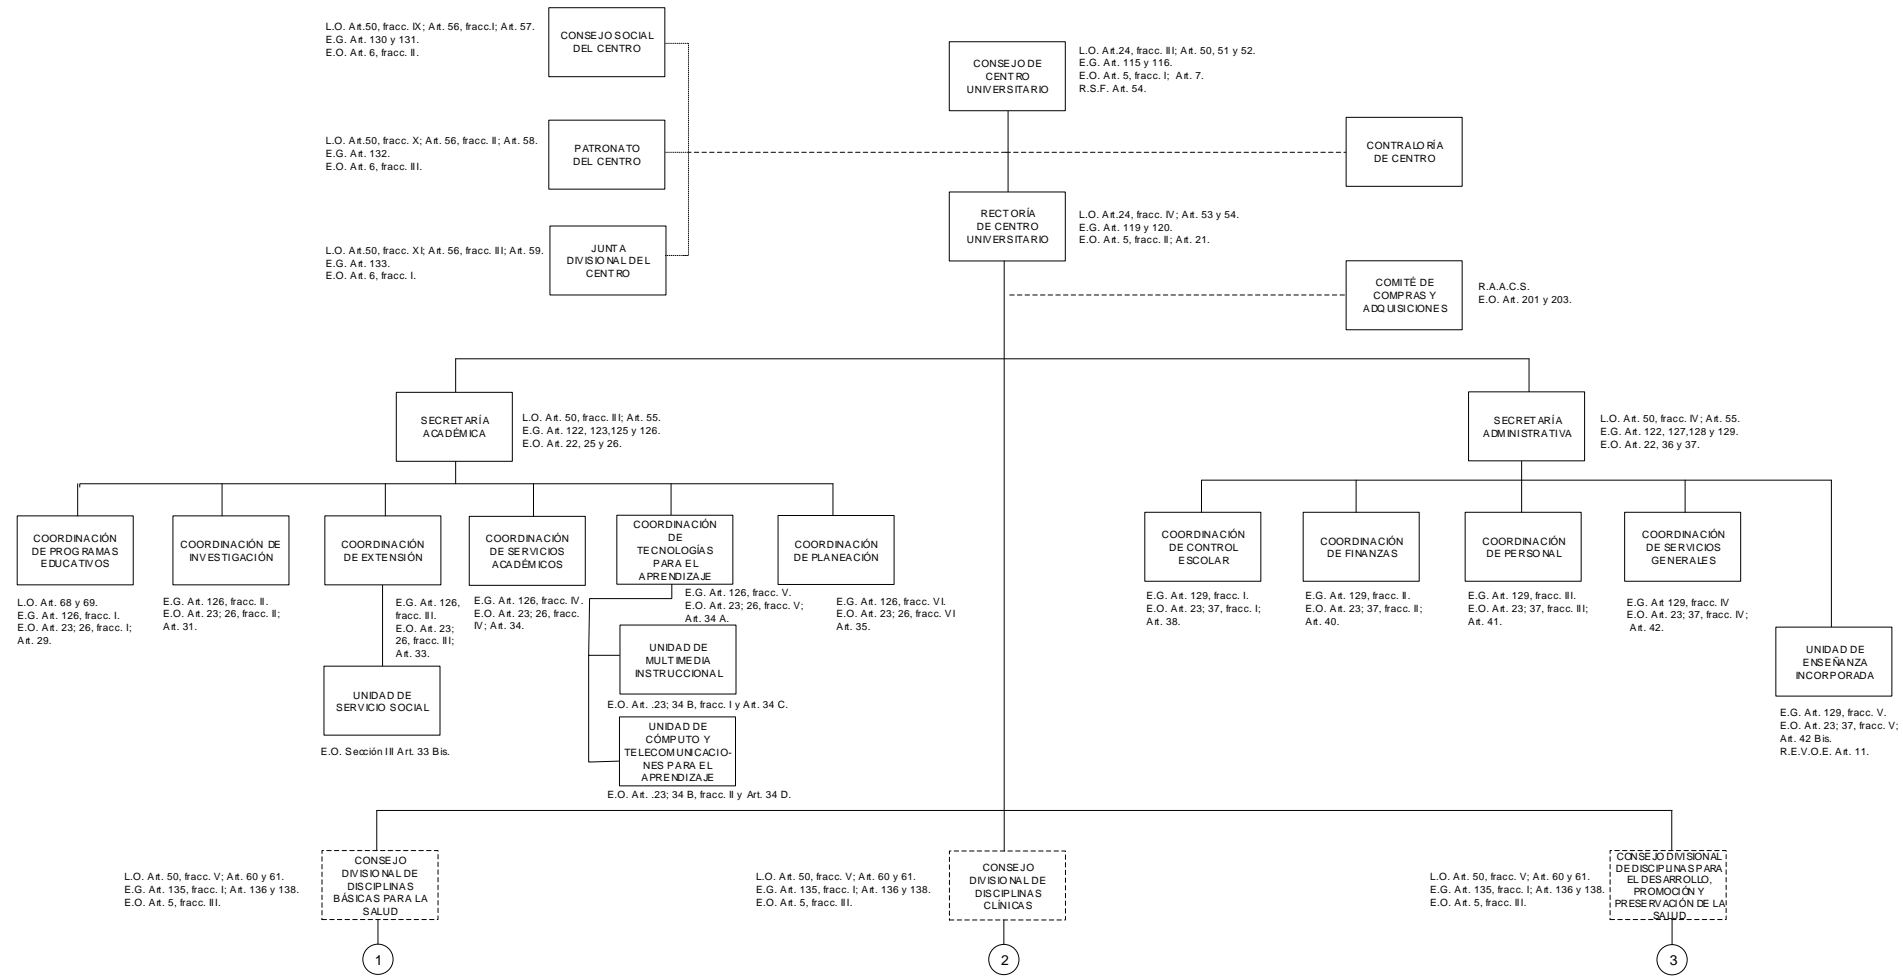 L.O. Art.50, fracc. IX; Art. 56, fracc.I; Art. 57.
E.G. Art. 130 y 131.
E.O. Art. 6, fracc. II.
CONSEJO SOCIAL
DEL CENTRO
CONSEJO DE
CENTRO
UNIVERSITARIO
L.O. Art.24, fracc. III; Art. 50, 51 y 52.
E.G. Art. 115 y 116.
E.O. Art. 5, fracc. I; Art. 7.
R.S.F. Art. 54.
L.O. Art.50, fracc. X; Art. 56, fracc. II; Art. 58.
E.G. Art. 132.
E.O. Art. 6, fracc. III.
PATRONATO
DEL CENTRO
CONTRALORÍA
DE CENTRO
RECTORÍA
DE CENTRO
UNIVERSITARIO
L.O. Art.24, fracc. IV; Art. 53 y 54.
E.G. Art. 119 y 120.
E.O. Art. 5, fracc. II; Art. 21.
L.O. Art.50, fracc. XI; Art. 56, fracc. III; Art. 59.
E.G. Art. 133.
E.O. Art. 6, fracc. I.
JUNTA
DIVISIONAL DEL
CENTRO
COMITÉ DE
COMPRAS Y
ADQUISICIONES
R.A.A.C.S.
E.O. Art. 201 y 203.
SECRETARÍA
ACADÉMICA
L.O. Art. 50, fracc. III; Art. 55.
E.G. Art. 122, 123,125 y 126.
E.O. Art. 22, 25 y 26.
SECRETARÍA
ADMINISTRATIVA
L.O. Art. 50, fracc. IV; Art. 55.
E.G. Art. 122, 127,128 y 129.
E.O. Art. 22, 36 y 37.
COORDINACIÓN
DE PROGRAMAS
EDUCATIVOS
L.O. Art. 68 y 69.
E.G. Art. 126, fracc. I.
E.O. Art. 23; 26, fracc. I;
Art. 29.
COORDINACIÓN DE
INVESTIGACIÓN
E.G. Art. 126, fracc. II.
E.O. Art. 23; 26, fracc. II;
Art. 31.
COORDINACIÓN
DE EXTENSIÓN
E.G. Art. 126,
fracc. III.
E.O. Art. 23;
26, fracc. III;
Art. 33.
UNIDAD DE
SERVICIO SOCIAL
E.O. Sección III Art. 33 Bis.
COORDINACIÓN
DE SERVICIOS
ACADÉMICOS
E.G. Art. 126, fracc. IV.
E.O. Art. 23; 26, fracc.
IV; Art. 34.
COORDINACIÓN
DE
TECNOLOGÍAS
PARA EL
APRENDIZAJE
E.G. Art. 126, fracc. V.
E.O. Art. 23; 26, fracc. V;
Art. 34 A.
UNIDAD DE
MULTIMEDIA
INSTRUCCIONAL
E.O. Art. .23; 34 B, fracc. I y Art. 34 C.
UNIDAD DE
CÓMPUTO Y
TELECOMUNICACIO-
NES PARA EL
APRENDIZAJE
E.O. Art. .23; 34 B, fracc. II y Art. 34 D.
COORDINACIÓN
DE PLANEACIÓN
E.G. Art. 126, fracc. VI.
E.O. Art. 23; 26, fracc. VI
Art. 35.
COORDINACIÓN
DE CONTROL
ESCOLAR
E.G. Art. 129, fracc. I.
E.O. Art. 23; 37, fracc. I;
Art. 38.
COORDINACIÓN
DE FINANZAS
E.G. Art. 129, fracc. II.
E.O. Art. 23; 37, fracc. II;
Art. 40.
COORDINACIÓN
DE PERSONAL
E.G. Art. 129, fracc. III.
E.O. Art. 23; 37, fracc. III;
Art. 41.
COORDINACIÓN
DE SERVICIOS
GENERALES
E.G. Art 129, fracc. IV
E.O. Art. 23; 37, fracc. IV;
Art. 42.
UNIDAD DE
ENSEÑANZA
INCORPORADA
E.G. Art. 129, fracc. V.
E.O. Art. 23; 37, fracc. V;
Art. 42 Bis.
R.E.V.O.E. Art. 11.
L.O. Art. 50, fracc. V; Art. 60 y 61.
E.G. Art. 135, fracc. I; Art. 136 y 138.
E.O. Art. 5, fracc. III.
CONSEJO
DIVISIONAL DE
DISCIPLINAS
BÁSICAS PARA LA
SALUD
1
L.O. Art. 50, fracc. V; Art. 60 y 61.
E.G. Art. 135, fracc. I; Art. 136 y 138.
E.O. Art. 5, fracc. III.
CONSEJO
DIVISIONAL DE
DISCIPLINAS
CLÍNICAS
2
L.O. Art. 50, fracc. V; Art. 60 y 61.
E.G. Art. 135, fracc. I; Art. 136 y 138.
E.O. Art. 5, fracc. III.
CONSEJO DIVISIONAL
DE DISCIPLINAS PARA
EL DESARROLLO,
PROMOCIÓN Y
PRESERVACIÓN DE LA
SALUD
3